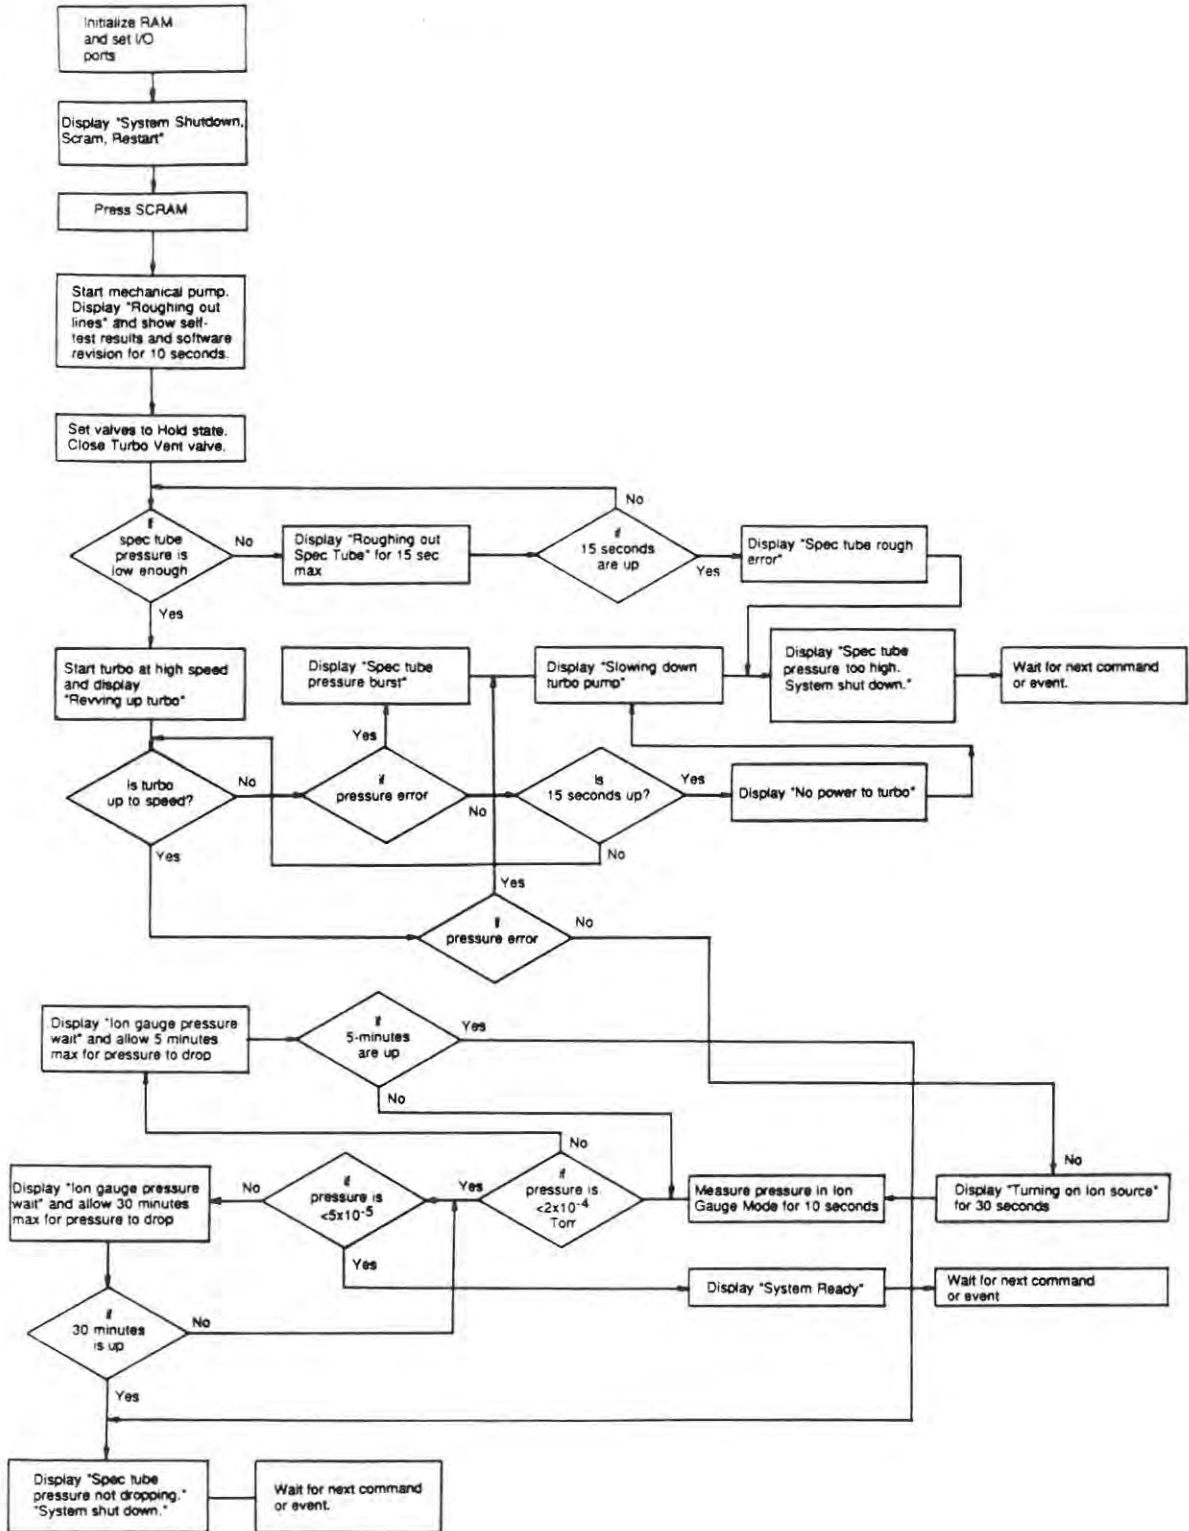 Initialize RAM
and set I/O
ports
Display "System Shutdown,
Scram, Restart"
Press SCRAM
Start mechanical pump.
Display "Roughing out
lines" and show self-
test results and software
revision for 10 seconds.
Set valves to Hold state.
Close Turbo Vent valve.
No
If
spec tube
pressure is
low enough
No
Display "Roughing out
Spec Tube" for 15 sec
max
If
15 seconds
are up
Yes
Display "Spec tube rough
error"
Yes
Start turbo at high speed
and display
"Revving up turbo"
Display "Spec tube
pressure burst"
Display "Slowing down
turbo pump"
Display "Spec tube
pressure too high.
System shut down."
Wait for next command
or event.
Yes
Is turbo
up to speed?
No
If
pressure error
No
Is
15 seconds up?
Yes
Display "No power to turbo"
Yes
No
Yes
If
pressure error
No
Display "Ion gauge pressure
wait" and allow 5 minutes
max for pressure to drop
If
5-minutes
are up
Yes
No
No
No
Display "Ion gauge pressure
wait" and allow 30 minutes
max for pressure to drop
No
If
pressure is
<5x10-5
Yes
If
pressure is
<2x10-4
Torr
Measure pressure in Ion
Gauge Mode for 10 seconds
Display "Turning on Ion source"
for 30 seconds
Yes
Display "System Ready"
Wait for next command
or event
If
30 minutes
is up
No
Yes
Display "Spec tube
pressure not dropping."
"System shut down."
Wait for next command
or event.